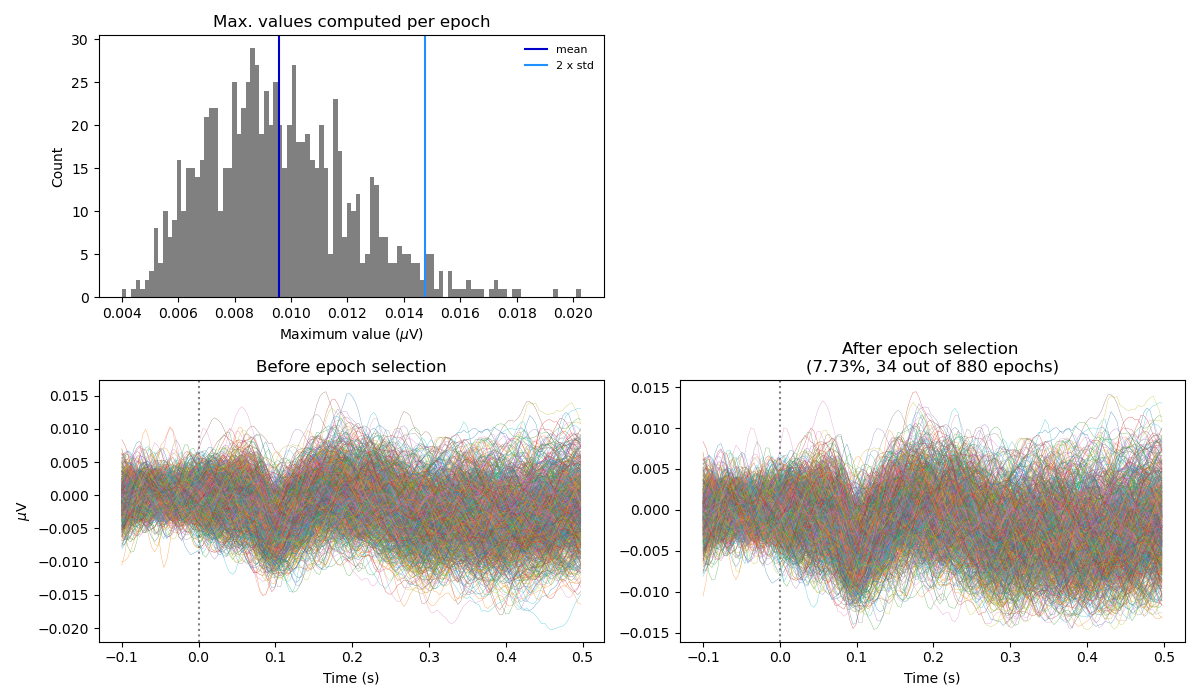 Max. values computed per epoch
30
25
20
15
10
5
0
Count
mean
2 x std
0.004 0.006 0.008 0.010 0.012 0.014 0.016 0.018 0.020
Maximum value (μV)
Before epoch selection
0.015
0.010
0.005
0.000
−0.005
−0.010
−0.015
−0.020
μV
−0.1 0.0 0.1 0.2 0.3 0.4 0.5
Time (s)
After epoch selection
(7.73%, 34 out of 880 epochs)
0.015
0.010
0.005
0.000
−0.005
−0.010
−0.015
−0.1 0.0 0.1 0.2 0.3 0.4 0.5
Time (s)